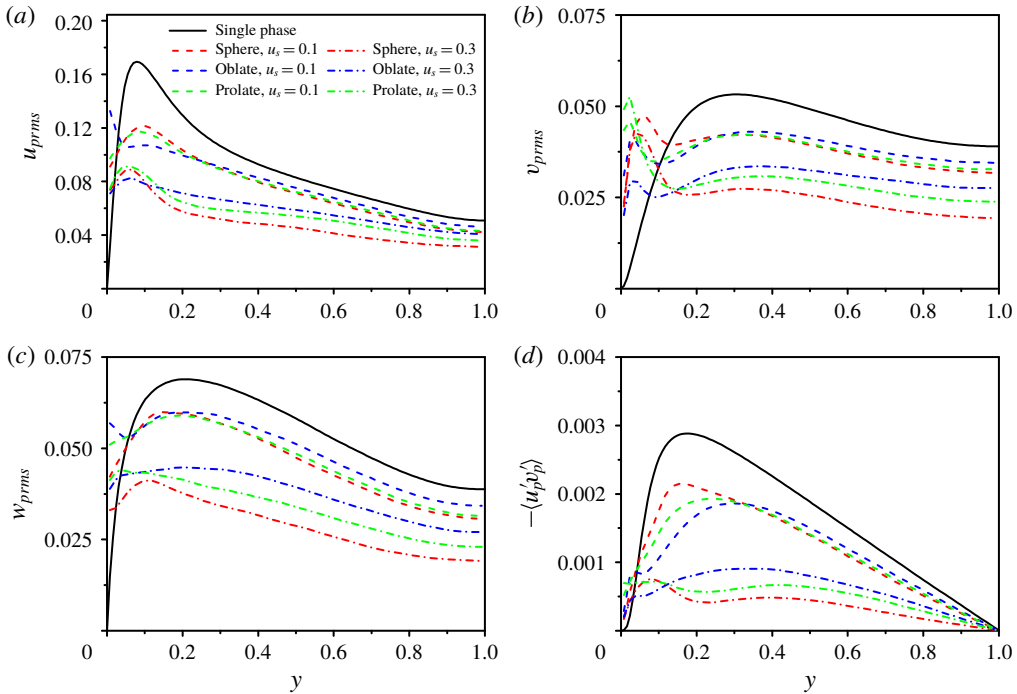 (a)
0.20
0.16
0.12
0.08
0.04
0
0.2
0.4
0.6
0.8
1.0
u_prms
Single phase
Sphere, u_s = 0.1
Oblate, u_s = 0.1
Prolate, u_s = 0.1
Sphere, u_s = 0.3
Oblate, u_s = 0.3
Prolate, u_s = 0.3
(b)
0.075
0.050
0.025
0
0.2
0.4
0.6
0.8
1.0
v_prms
(c)
0.075
0.050
0.025
0
0.2
0.4
0.6
0.8
1.0
w_prms
y
(d)
0.004
0.003
0.002
0.001
0
0.2
0.4
0.6
0.8
1.0
−⟨u′_p v′_p⟩
y